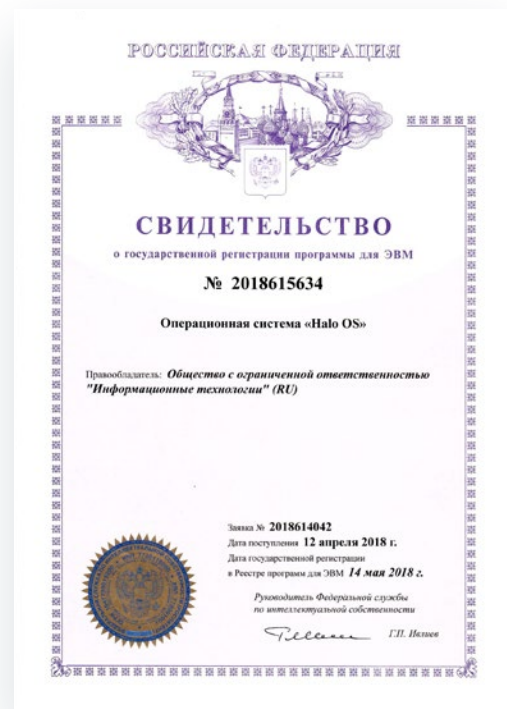 РОССИЙСКАЯ ФЕДЕРАЦИЯ
СВИДЕТЕЛЬСТВО
о государственной регистрации программы для ЭВМ
№ 2018615634
Операционная система «Halo OS»
Правообладатель: Общество с ограниченной ответственностью
"Информационные технологии" (RU)
Заявка № 2018614042
Дата поступления 12 апреля 2018 г.
Дата государственной регистрации
в Реестре программ для ЭВМ 14 мая 2018 г.
Руководитель Федеральной службы
по интеллектуальной собственности
Г.П. Ивлиев